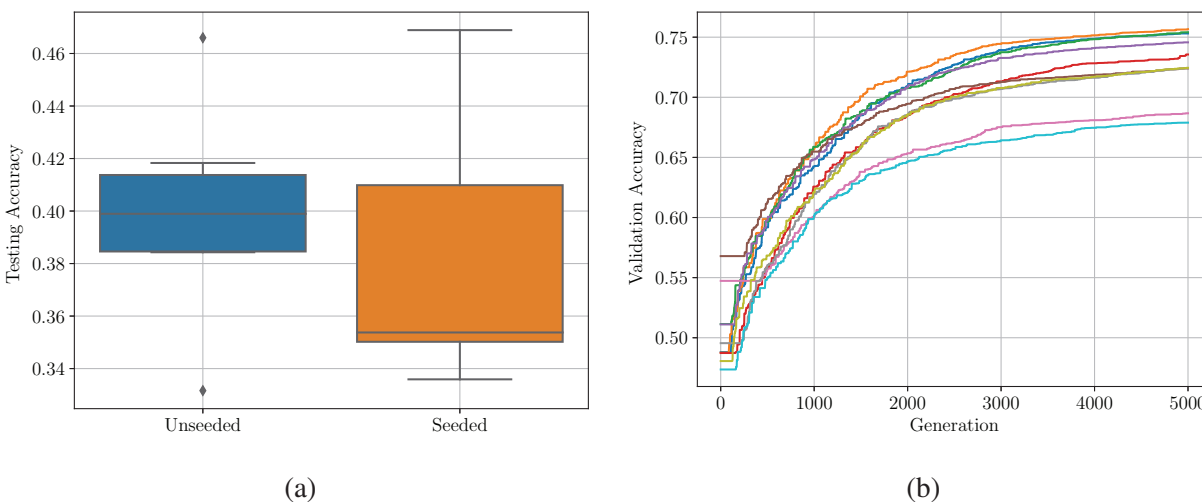 Testing Accuracy
0.46
0.44
0.42
0.40
0.38
0.36
0.34
Unseeded
Seeded
(a)
Validation Accuracy
0.75
0.70
0.65
0.60
0.55
0.50
0
1000
2000
3000
4000
5000
Generation
(b)